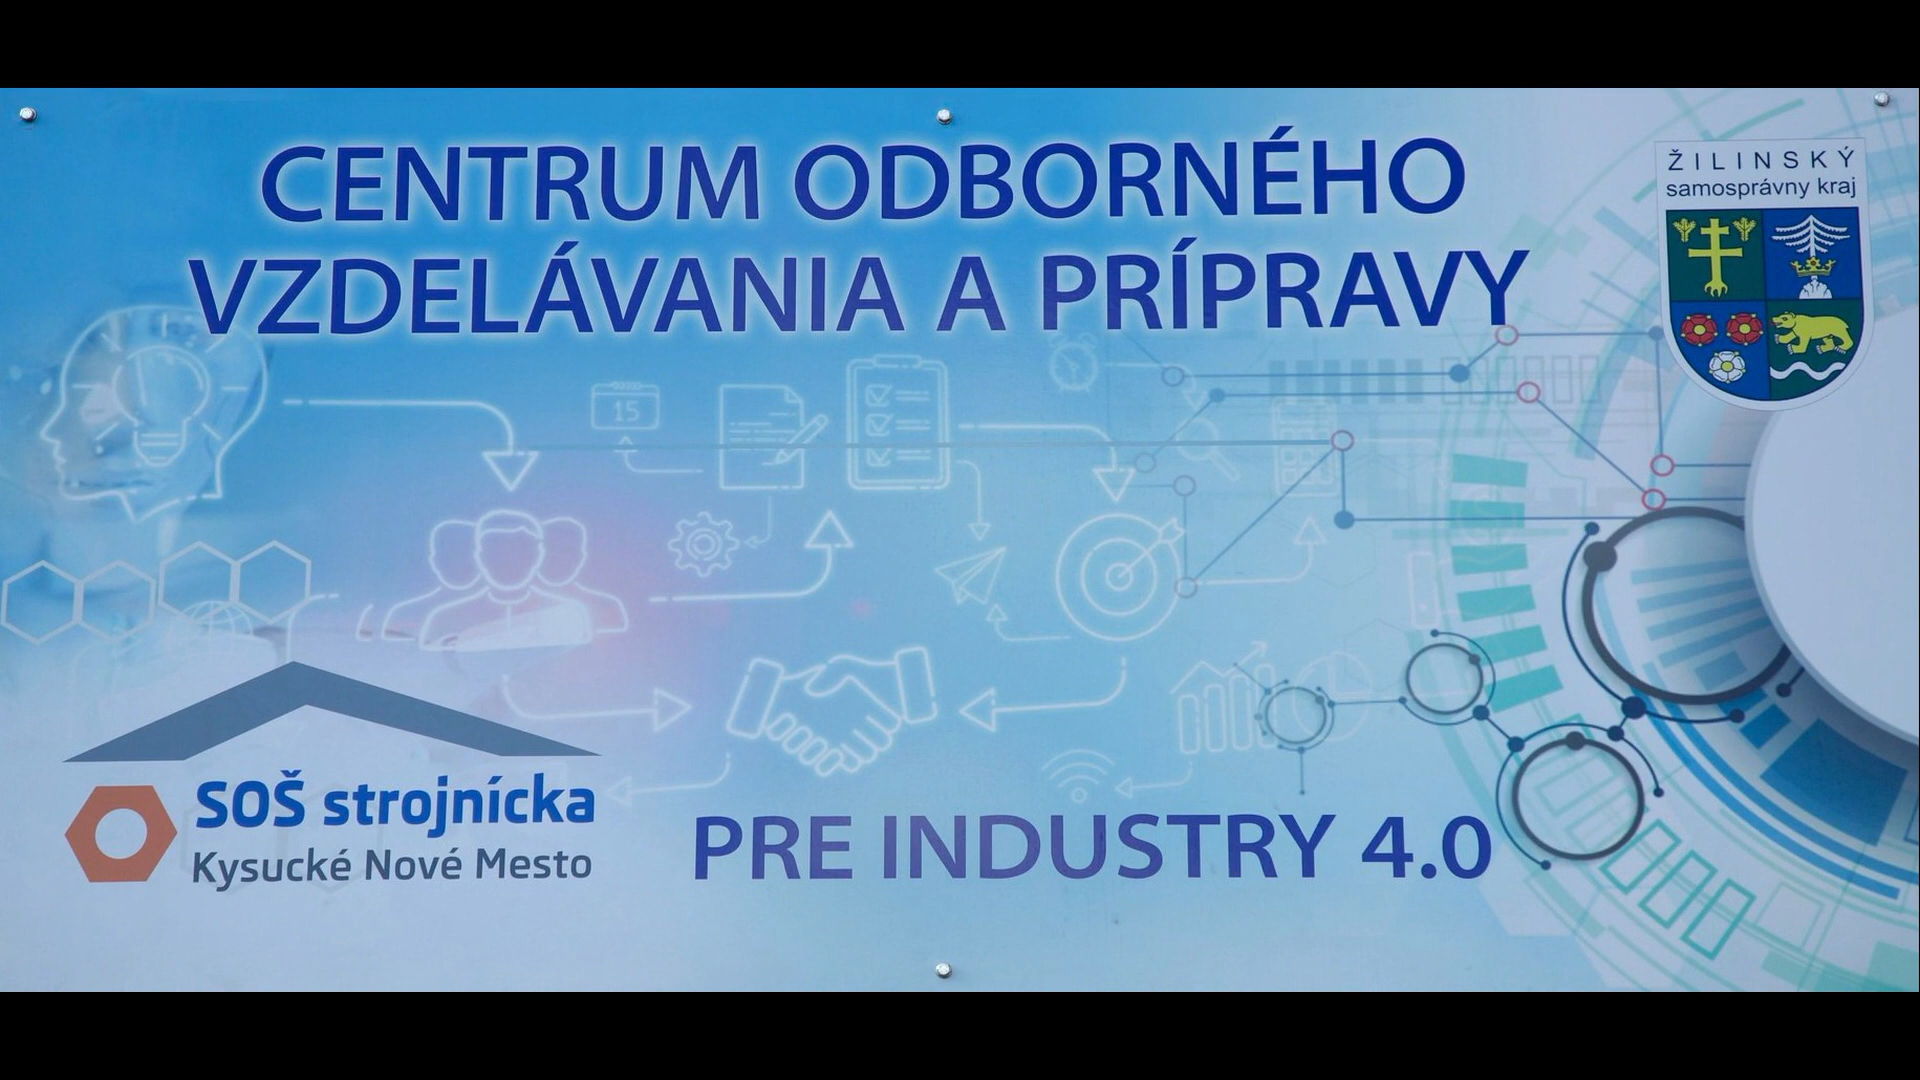 CENTRUM ODBORNÉHO
VZDELÁVANIA A PRÍPRAVY
ŽILINSKÝ
samosprávny kraj
15
SOŠ strojnícka
Kysucké Nové Mesto
PRE INDUSTRY 4.0